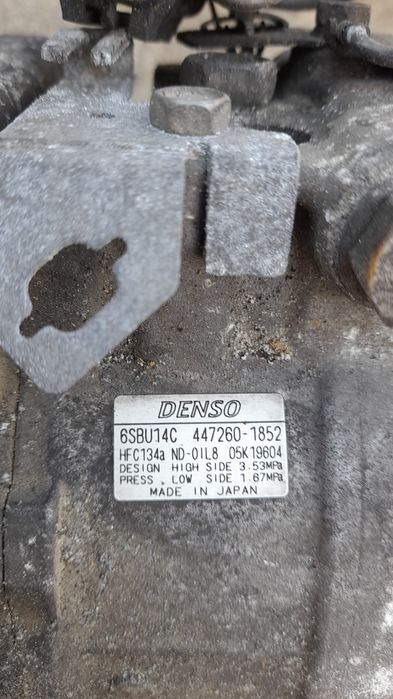 DENSO
6SBU14C 447260-1852
HFC134a ND-OIL8 05K19604
DESIGN HIGH SIDE 3.53MPa
PRESS. LOW SIDE 1.67MPa
MADE IN JAPAN